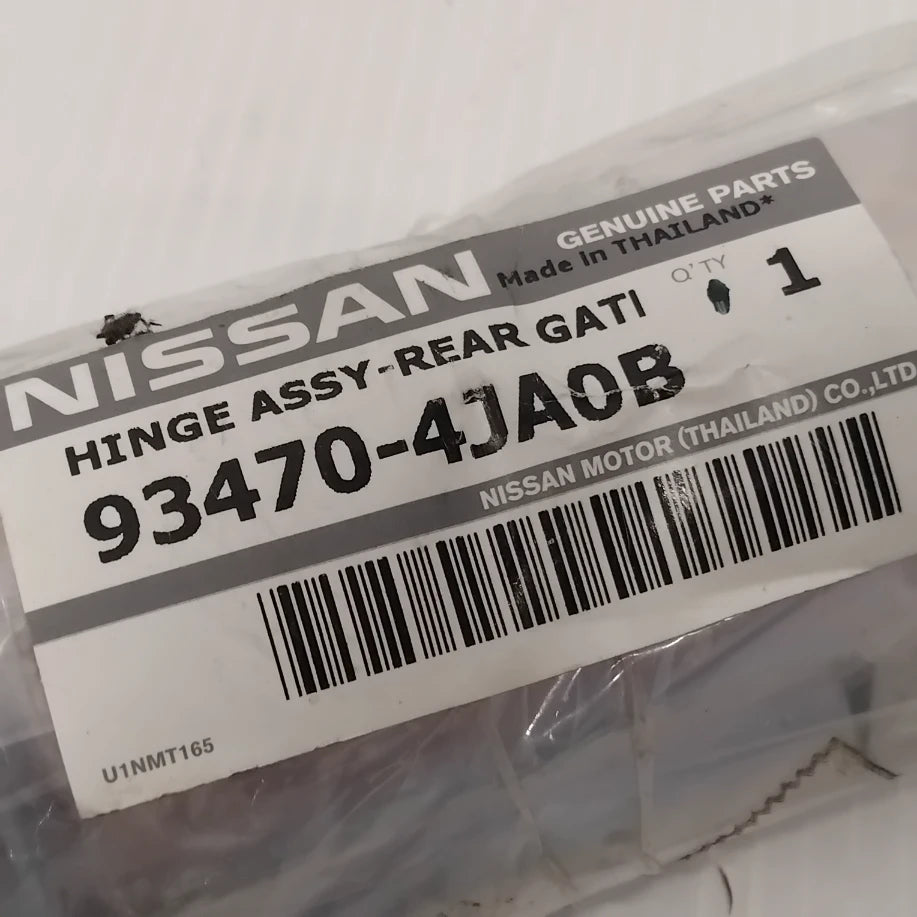 NISSAN
GENUINE PARTS
Made in THAILAND*
HINGE ASSY-REAR GATI
Q'TY 1
93470-4JA0B
NISSAN MOTOR (THAILAND) CO.,LTD
U1NMT165